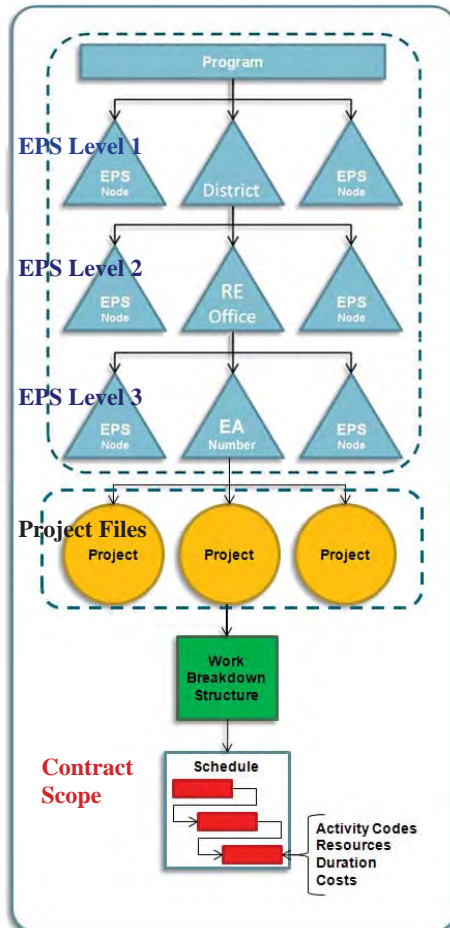 Program
EPS Level 1
EPS
Node
District
EPS
Node
EPS Level 2
EPS
Node
RE
Office
EPS
Node
EPS Level 3
EPS
Node
EA
Number
EPS
Node
Project Files
Project
Project
Project
Work
Breakdown
Structure
Contract
Scope
Schedule
Activity Codes
Resources
Duration
Costs